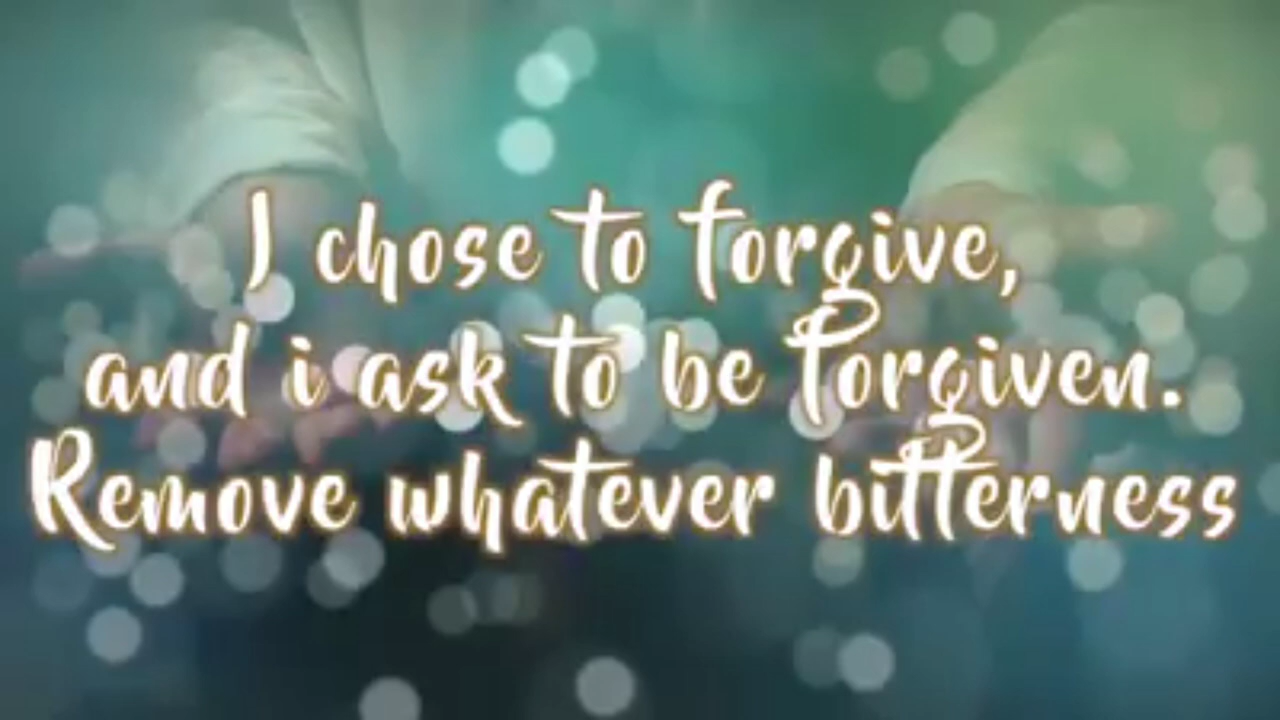 I chose to forgive,
and i ask to be forgiven.
Remove whatever bitterness